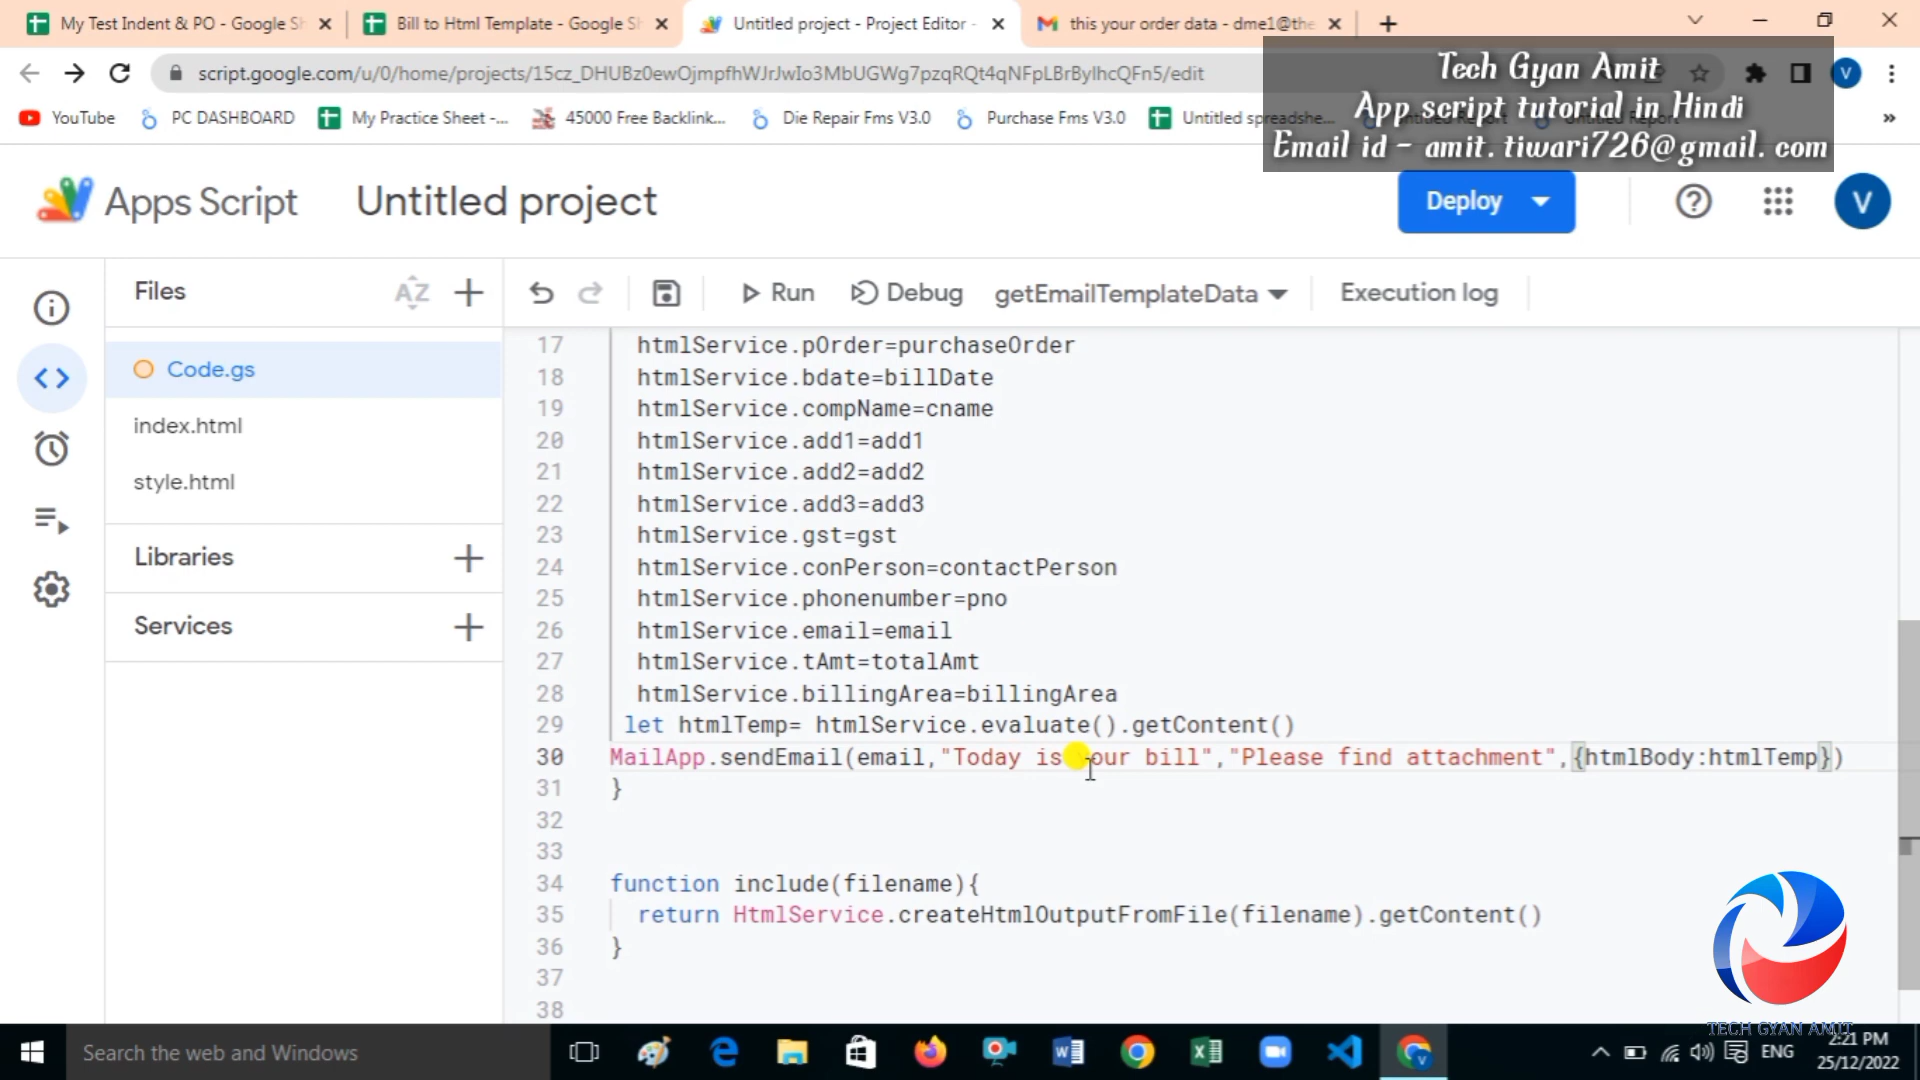 My Test Indent & PO - Google Sh
Bill to Html Template - Google Sh
Untitled project - Project Editor -
this your order data - dme1@the
script.google.com/u/0/home/projects/15cz_DHUBz0ewOjmpfhWJrJwIo3MbUGWg7pzqRQt4qNFpLBrBylhcQFn5/edit
Tech Gyan Amit
App script tutorial in Hindi
Email id - amit.tiwari726@gmail.com
V
YouTube
PC DASHBOARD
My Practice Sheet -...
45000 Free Backlink...
Die Repair Fms V3.0
Purchase Fms V3.0
Untitled spreadshe...
»
Apps Script
Untitled project
Deploy
V
Files
AZ
Run
Debug
getEmailTemplateData
Execution log
Code.gs
index.html
style.html
Libraries
Services
17 htmlService.pOrder=purchaseOrder
18 htmlService.bdate=billDate
19 htmlService.compName=cname
20 htmlService.add1=add1
21 htmlService.add2=add2
22 htmlService.add3=add3
23 htmlService.gst=gst
24 htmlService.conPerson=contactPerson
25 htmlService.phonenumber=pno
26 htmlService.email=email
27 htmlService.tAmt=totalAmt
28 htmlService.billingArea=billingArea
29 let htmlTemp= htmlService.evaluate().getContent()
30 MailApp.sendEmail(email,"Today is our bill","Please find attachment",{htmlBody:htmlTemp})
31 }
32
33
34 function include(filename){
35 return HtmlService.createHtmlOutputFromFile(filename).getContent()
36 }
37
38
TECH GYAN AMIT
Search the web and Windows
ENG
2:21 PM
25/12/2022